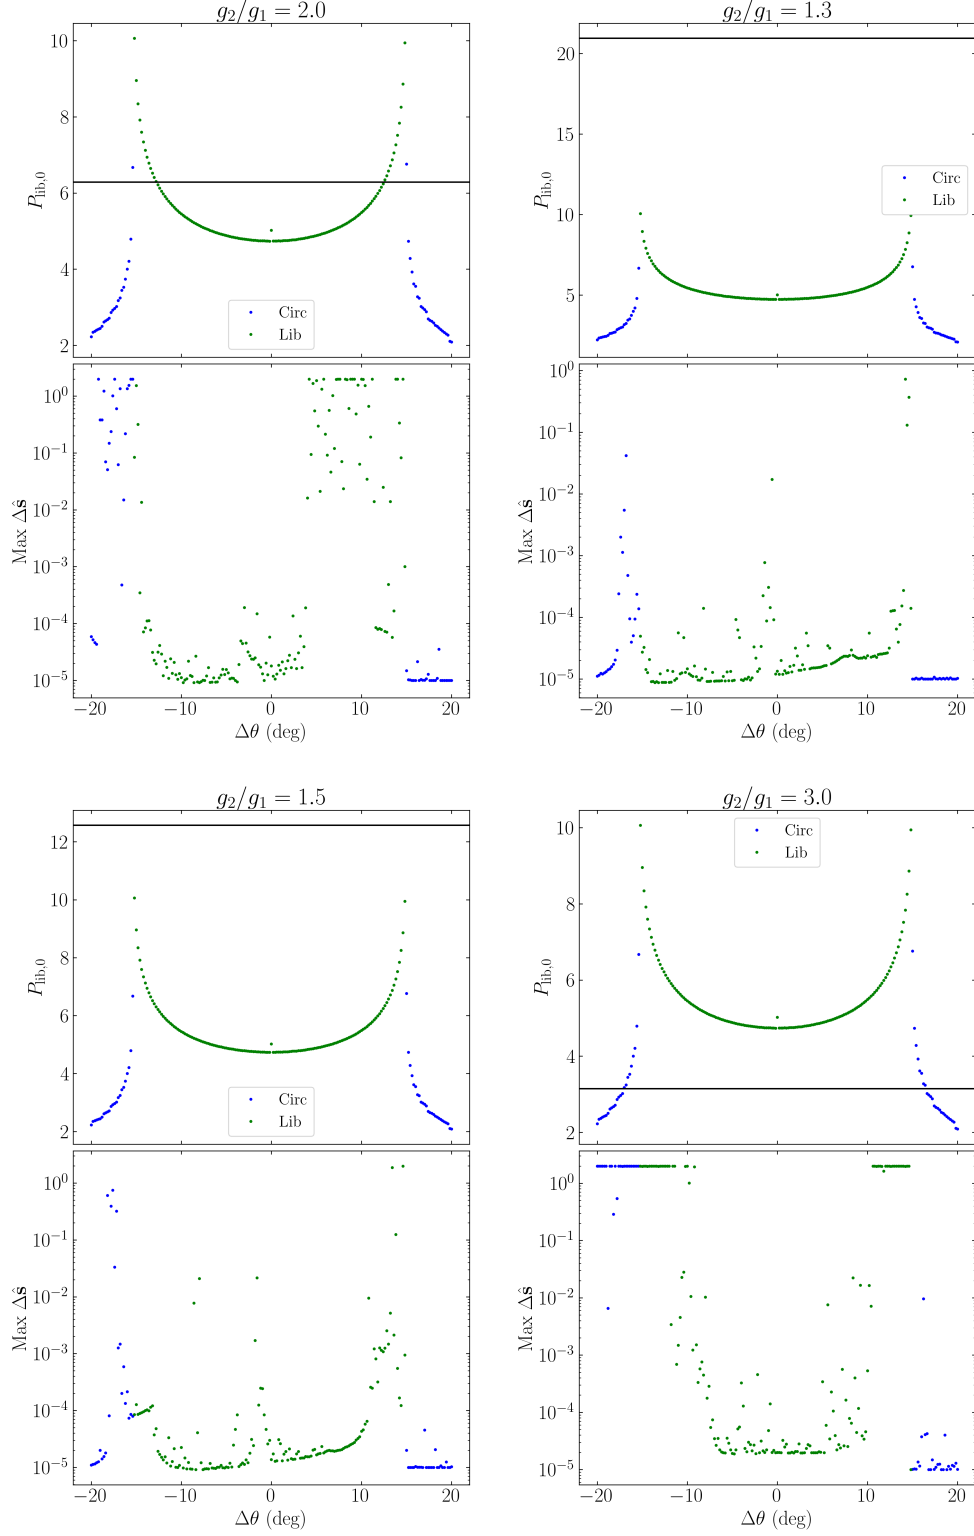 g₂/g₁ = 2.0
10
8
6
4
2
P_lib,0
Circ
Lib
10⁰
10⁻¹
10⁻²
10⁻³
10⁻⁴
10⁻⁵
Max Δŝ
−20 −10 0 10 20
Δθ (deg)
g₂/g₁ = 1.3
20
15
10
5
P_lib,0
Circ
Lib
10⁰
10⁻¹
10⁻²
10⁻³
10⁻⁴
10⁻⁵
Max Δŝ
−20 −10 0 10 20
Δθ (deg)
g₂/g₁ = 1.5
12
10
8
6
4
2
P_lib,0
Circ
Lib
10⁰
10⁻¹
10⁻²
10⁻³
10⁻⁴
10⁻⁵
Max Δŝ
−20 −10 0 10 20
Δθ (deg)
g₂/g₁ = 3.0
10
8
6
4
2
P_lib,0
Circ
Lib
10⁰
10⁻¹
10⁻²
10⁻³
10⁻⁴
10⁻⁵
Max Δŝ
−20 −10 0 10 20
Δθ (deg)